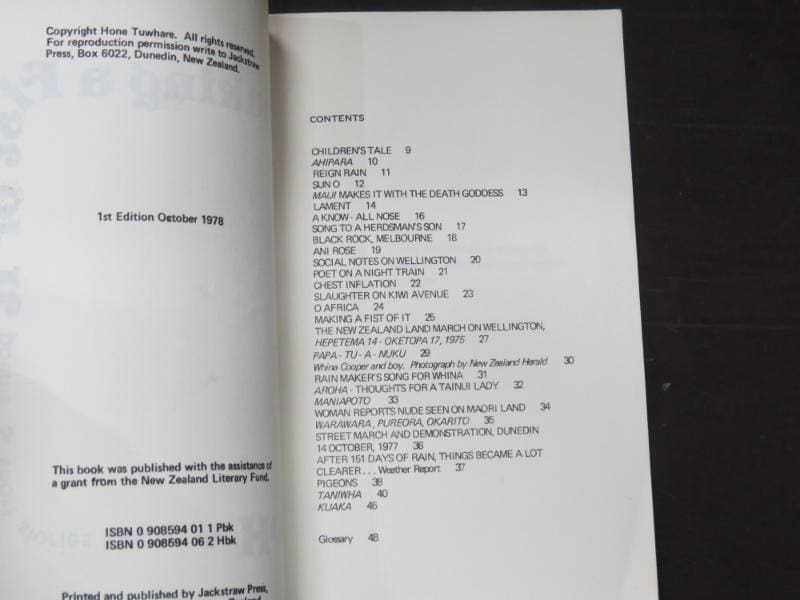 Copyright Hone Tuwhare. All rights reserved.
For reproduction permission write to Jackstraw
Press, Box 6022, Dunedin, New Zealand.
1st Edition October 1978
This book was published with the assistance of
a grant from the New Zealand Literary Fund.
ISBN 0 908594 01 1 Pbk
ISBN 0 908594 06 2 Hbk
Printed and published by Jackstraw Press,
CONTENTS
CHILDREN'S TALE 9
AHIPARA 10
REIGN RAIN 11
SUN O 12
MAUI MAKES IT WITH THE DEATH GODDESS 13
LAMENT 14
A KNOW - ALL NOSE 16
SONG TO A HERDSMAN'S SON 17
BLACK ROCK, MELBOURNE 18
ANI ROSE 19
SOCIAL NOTES ON WELLINGTON 20
POET ON A NIGHT TRAIN 21
CHEST INFLATION 22
SLAUGHTER ON KIWI AVENUE 23
O AFRICA 24
MAKING A FIST OF IT 25
THE NEW ZEALAND LAND MARCH ON WELLINGTON,
HEPETEMA 14 - OKETOPA 17, 1975 27
PAPA - TU - A - NUKU 29
Whina Cooper and boy. Photograph by New Zealand Herald 30
RAIN MAKER'S SONG FOR WHINA 31
AROHA - THOUGHTS FOR A TAINUI LADY 32
MANIAPOTO 33
WOMAN REPORTS NUDE SEEN ON MAORI LAND 34
WARAWARA, PUREORA, OKARITO 35
STREET MARCH AND DEMONSTRATION, DUNEDIN
14 OCTOBER, 1977 36
AFTER 151 DAYS OF RAIN, THINGS BECAME A LOT
CLEARER . . . Weather Report 37
PIGEONS 38
TANIWHA 40
KUAKA 45
Glossary 48